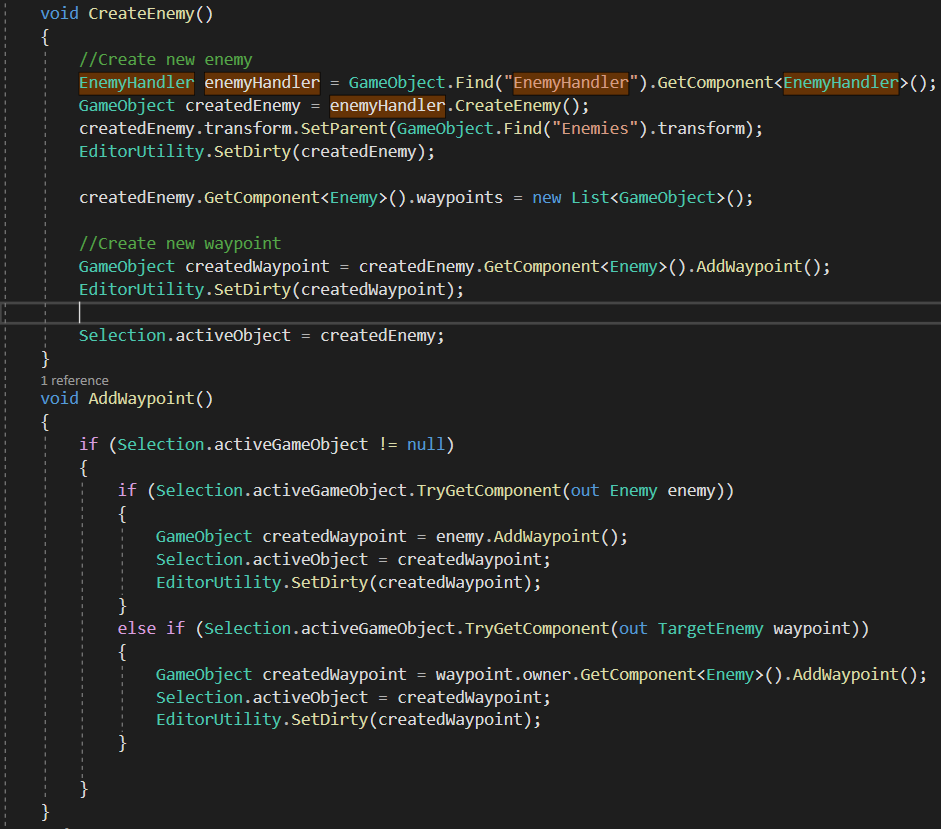 void CreateEnemy()
{
//Create new enemy
EnemyHandler enemyHandler = GameObject.Find("EnemyHandler").GetComponent<EnemyHandler>();
GameObject createdEnemy = enemyHandler.CreateEnemy();
createdEnemy.transform.SetParent(GameObject.Find("Enemies").transform);
EditorUtility.SetDirty(createdEnemy);
createdEnemy.GetComponent<Enemy>().waypoints = new List<GameObject>();
//Create new waypoint
GameObject createdWaypoint = createdEnemy.GetComponent<Enemy>().AddWaypoint();
EditorUtility.SetDirty(createdWaypoint);
Selection.activeObject = createdEnemy;
}
1 reference
void AddWaypoint()
{
if (Selection.activeGameObject != null)
{
if (Selection.activeGameObject.TryGetComponent(out Enemy enemy))
{
GameObject createdWaypoint = enemy.AddWaypoint();
Selection.activeObject = createdWaypoint;
EditorUtility.SetDirty(createdWaypoint);
}
else if (Selection.activeGameObject.TryGetComponent(out TargetEnemy waypoint))
{
GameObject createdWaypoint = waypoint.owner.GetComponent<Enemy>().AddWaypoint();
Selection.activeObject = createdWaypoint;
EditorUtility.SetDirty(createdWaypoint);
}
}
}